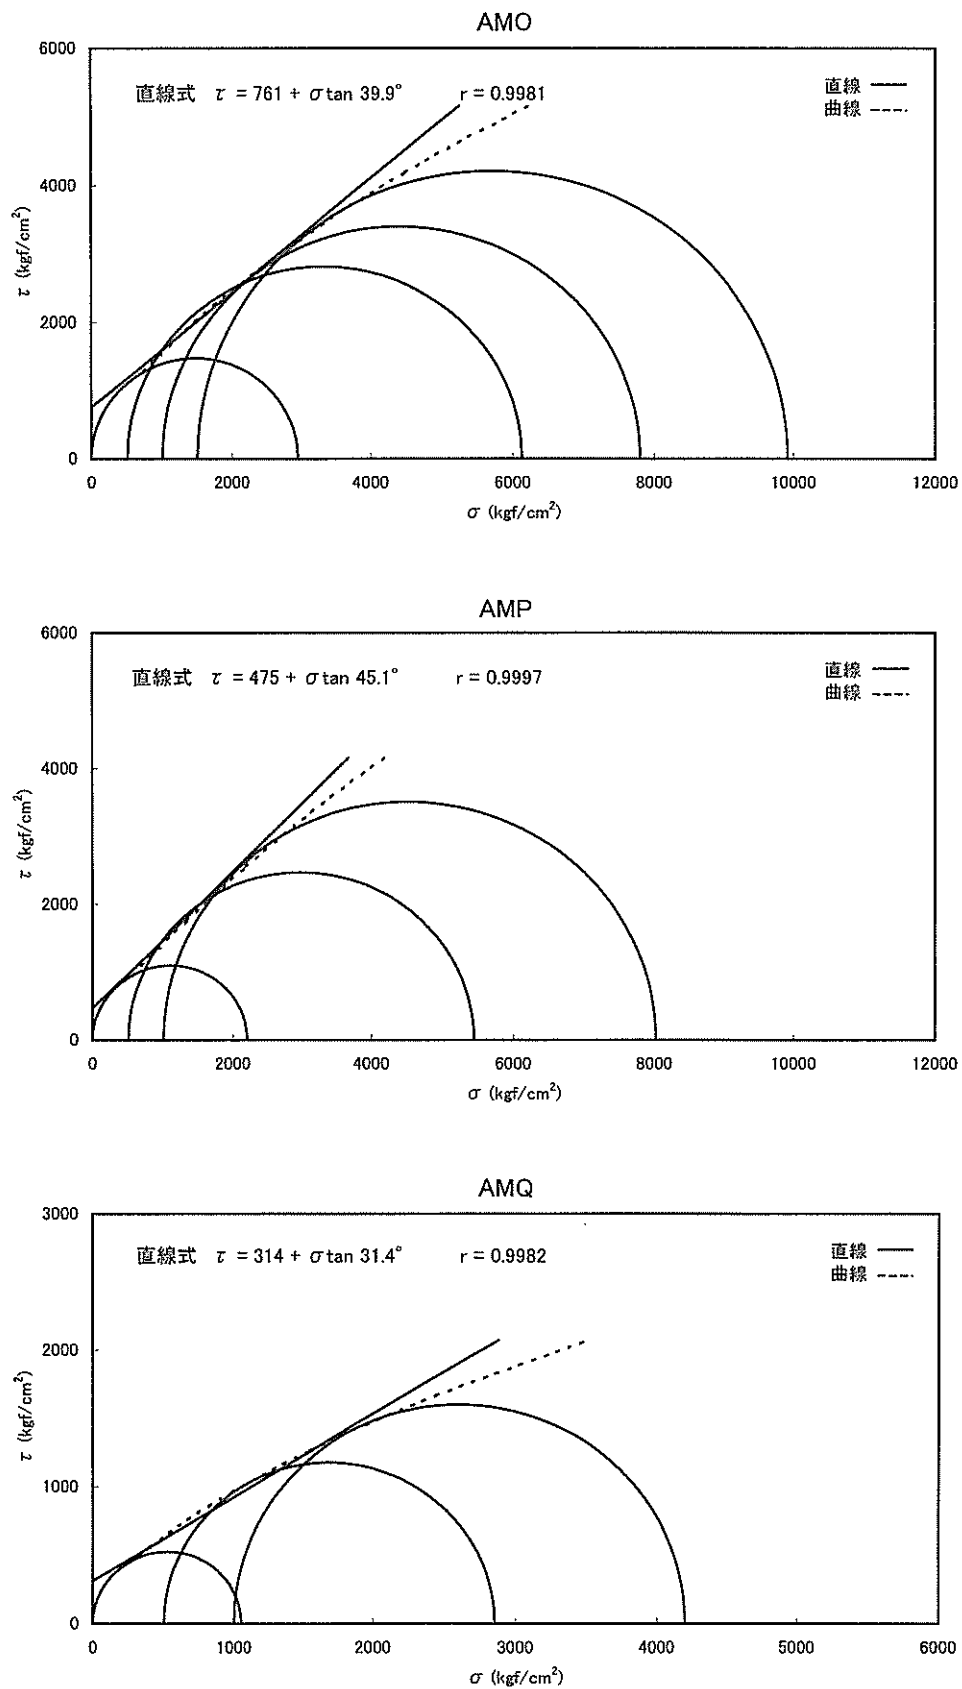 AMO
6000
直線式 τ = 761 + σ tan 39.9° r = 0.9981
直線
曲線
4000
τ (kgf/cm²)
2000
0
0 2000 4000 6000 8000 10000 12000
σ (kgf/cm²)
AMP
6000
直線式 τ = 475 + σ tan 45.1° r = 0.9997
直線
曲線
4000
τ (kgf/cm²)
2000
0
0 2000 4000 6000 8000 10000 12000
σ (kgf/cm²)
AMQ
3000
直線式 τ = 314 + σ tan 31.4° r = 0.9982
直線
曲線
2000
τ (kgf/cm²)
1000
0
0 1000 2000 3000 4000 5000 6000
σ (kgf/cm²)